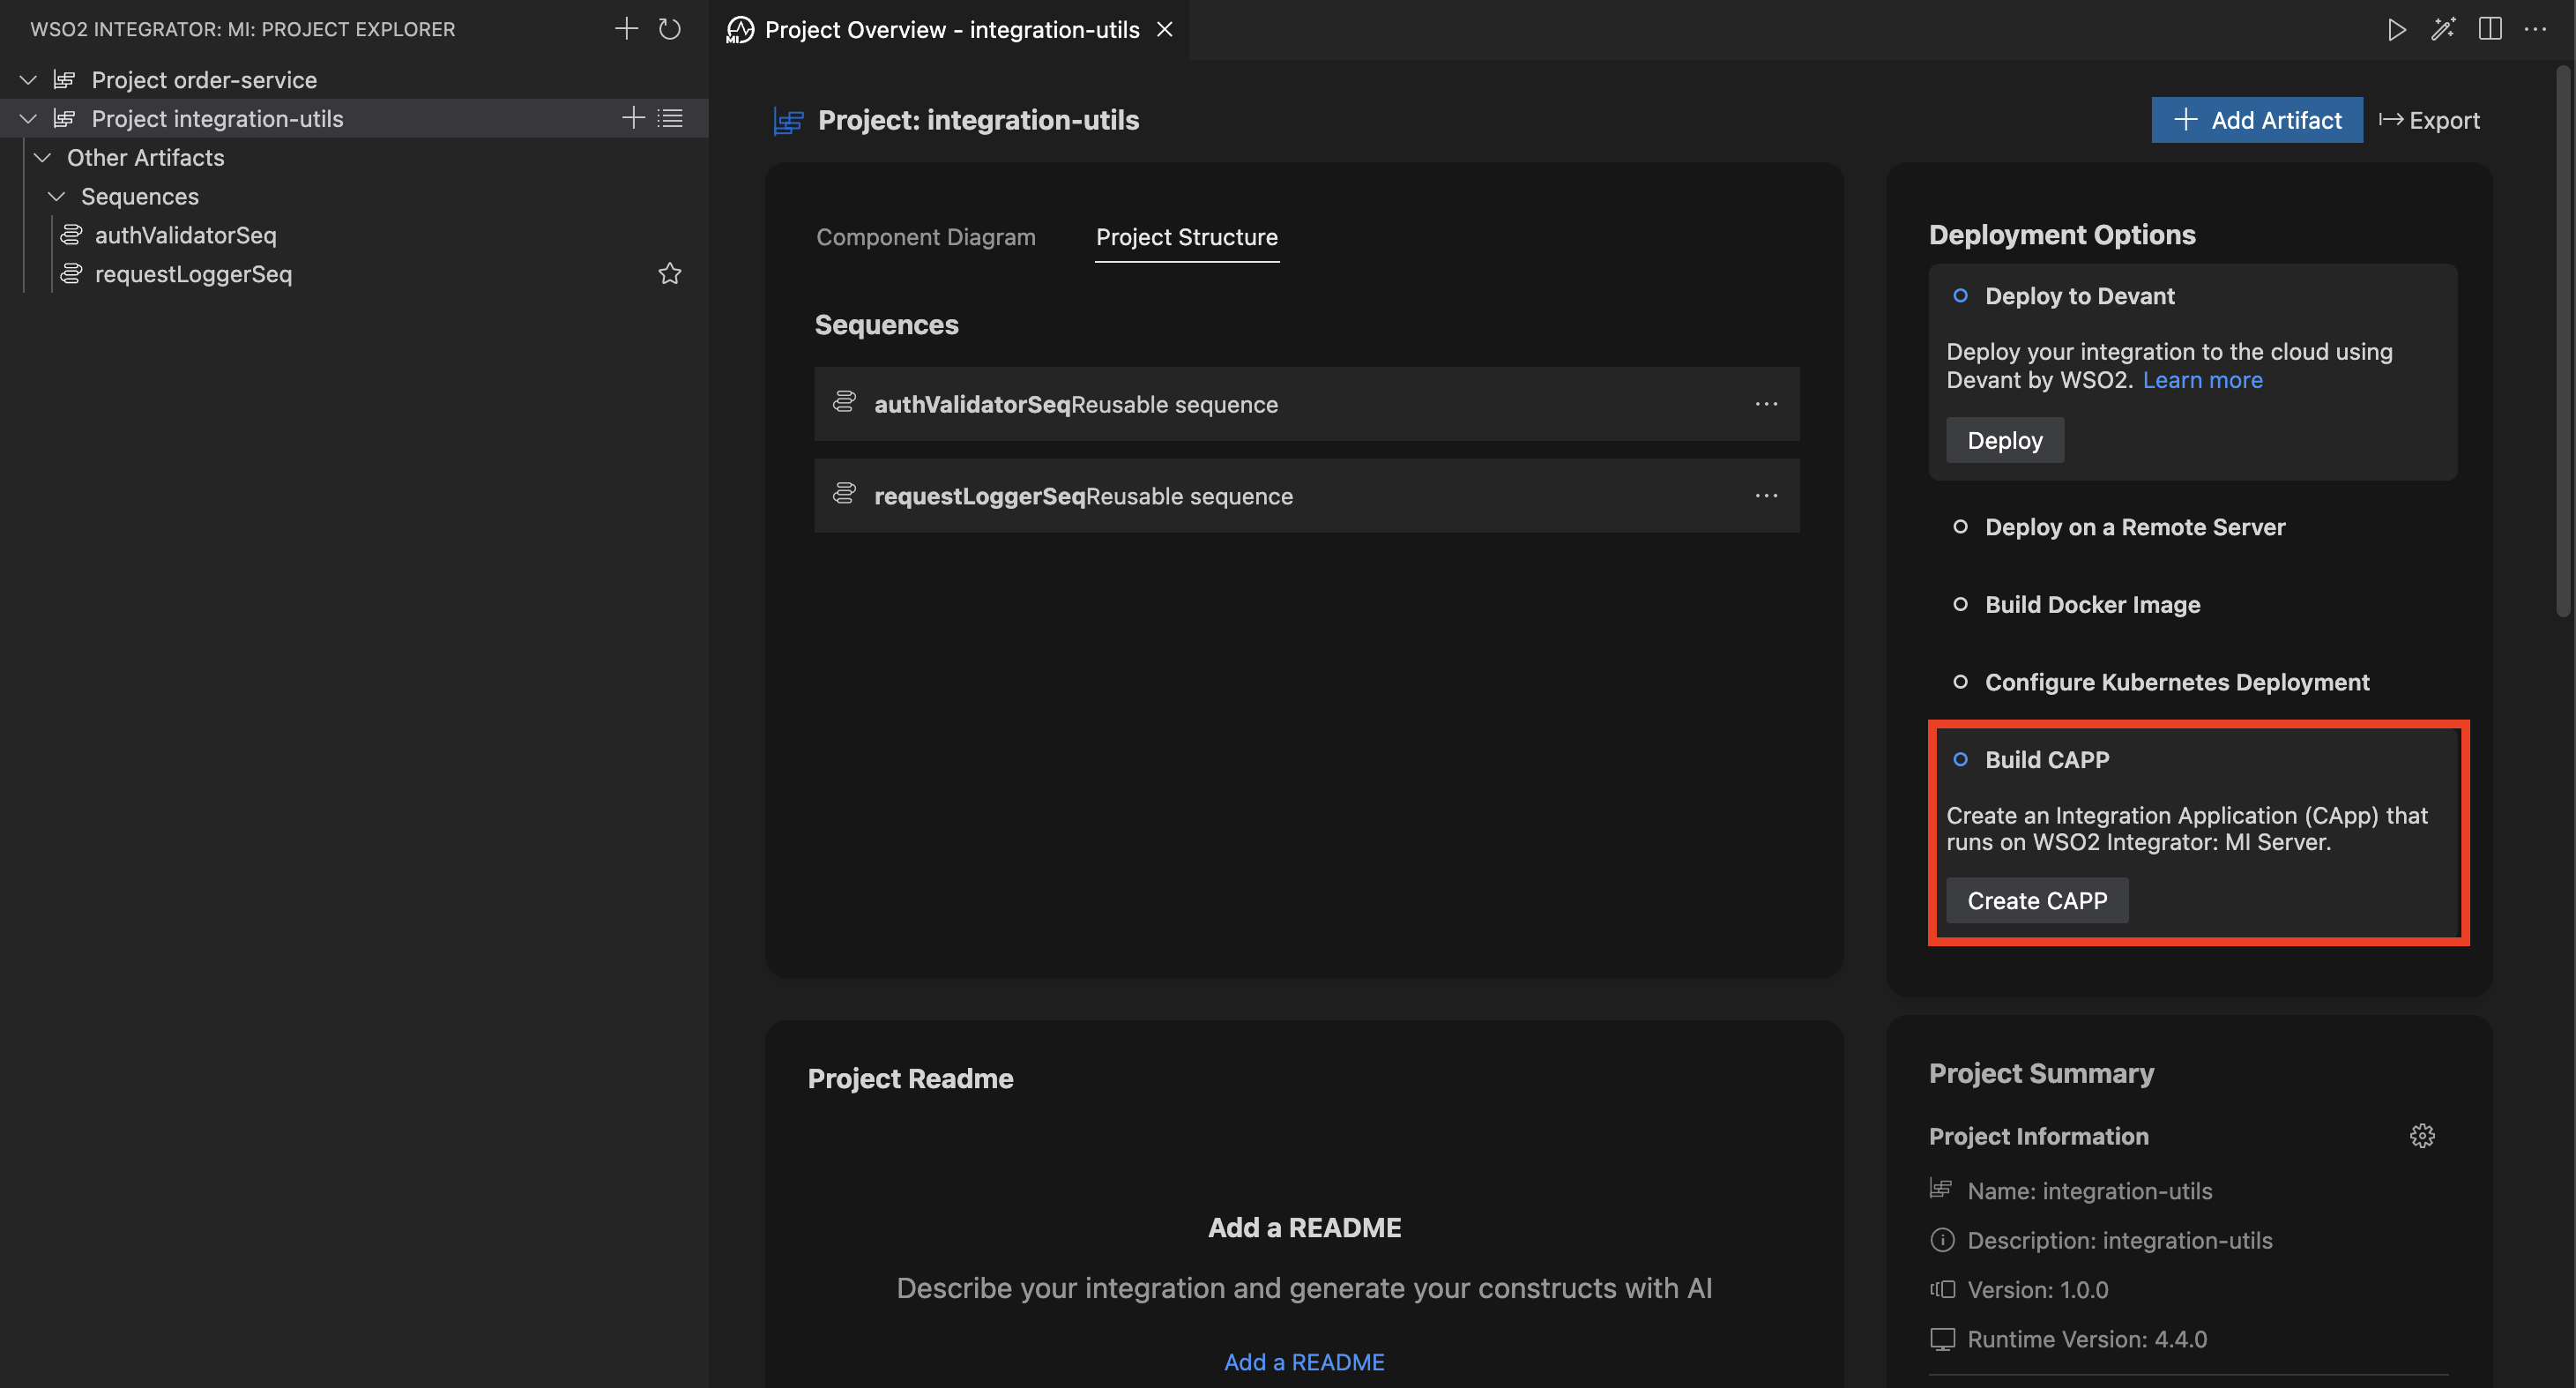 WSO2 INTEGRATOR: MI: PROJECT EXPLORER
Project order-service
Project integration-utils
Other Artifacts
Sequences
authValidatorSeq
requestLoggerSeq
MI Project Overview - integration-utils
Project: integration-utils
Add Artifact
Export
Component Diagram
Project Structure
Sequences
authValidatorSeqReusable sequence
requestLoggerSeqReusable sequence
Deployment Options
Deploy to Devant
Deploy your integration to the cloud using
Devant by WSO2. Learn more
Deploy
Deploy on a Remote Server
Build Docker Image
Configure Kubernetes Deployment
Build CAPP
Create an Integration Application (CApp) that
runs on WSO2 Integrator: MI Server.
Create CAPP
Project Readme
Add a README
Describe your integration and generate your constructs with AI
Add a README
Project Summary
Project Information
Name: integration-utils
Description: integration-utils
Version: 1.0.0
Runtime Version: 4.4.0